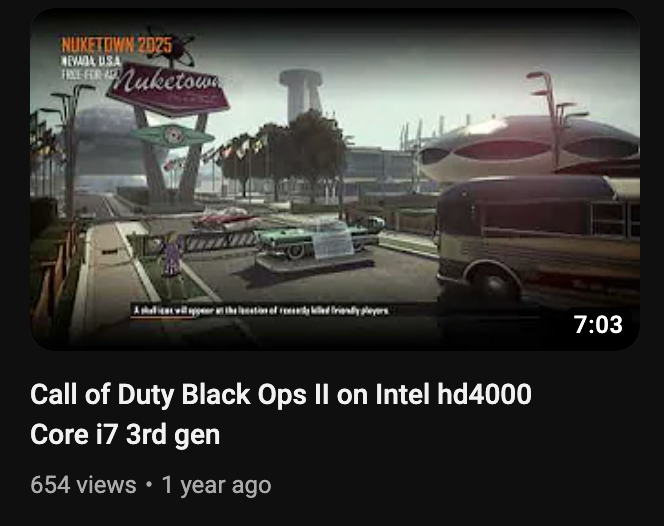 NUKETOWN 2025
NEVADA, U.S.A.
FREE-FOR-ALL
Nuketown
A skull icon will appear at the location of recently killed friendly players.
7:03
Call of Duty Black Ops II on Intel hd4000
Core i7 3rd gen
654 views • 1 year ago